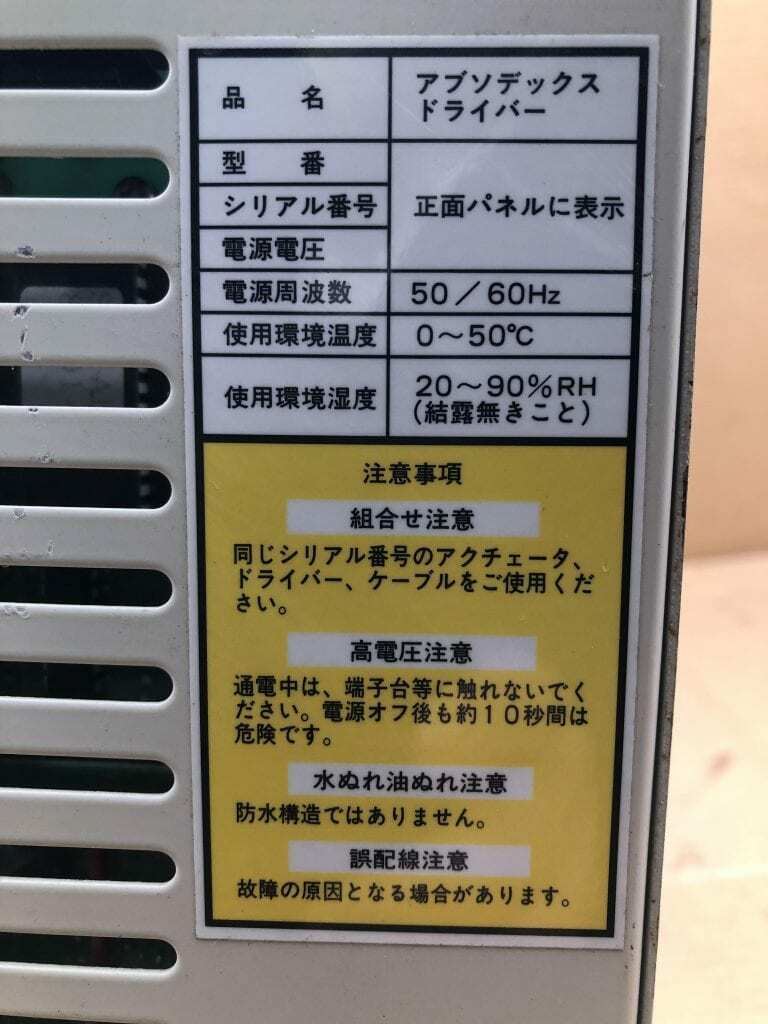 品 名
アブソデックス
ドライバー
型 番
シリアル番号
電源電圧
正面パネルに表示
電源周波数 50／60Hz
使用環境温度 0〜50℃
使用環境湿度
20〜90%RH
(結露無きこと)
注意事項
組合せ注意
同じシリアル番号のアクチェータ、
ドライバー、ケーブルをご使用くだ
さい。
高電圧注意
通電中は、端子台等に触れないでく
ださい。電源オフ後も約10秒間は
危険です。
水ぬれ油ぬれ注意
防水構造ではありません。
誤配線注意
故障の原因となる場合があります。